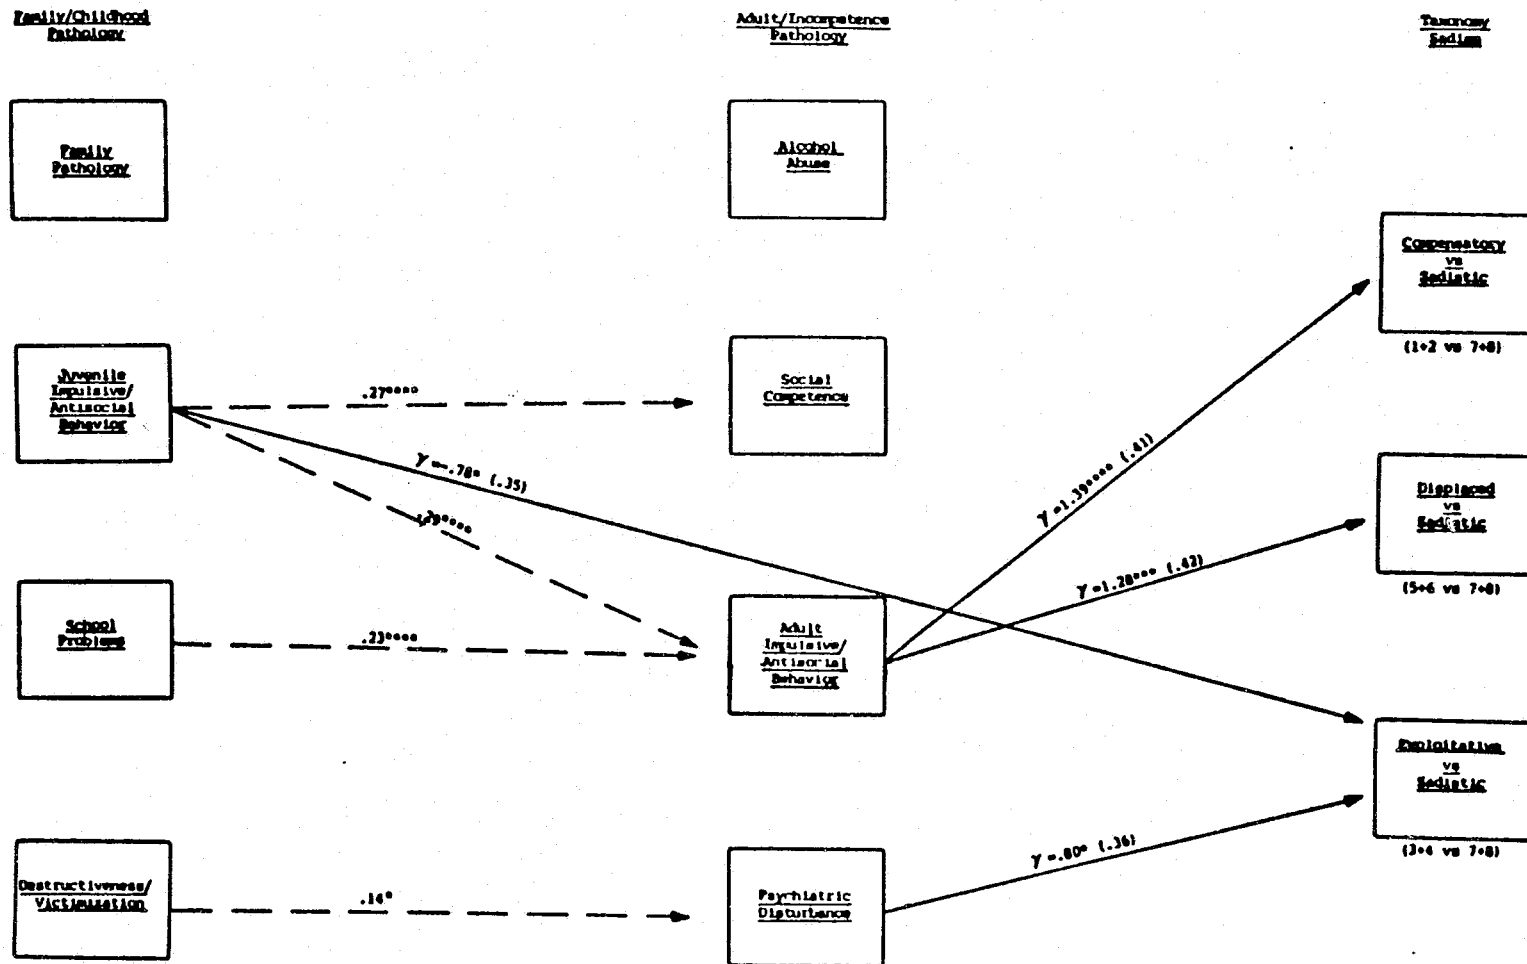 Family/Childhood
Pathology
Adult/Incompetence
Pathology
Taxonomy
Sadism
Family
Pathology
Alcohol
Abuse
Compensatory
vs
Sadistic
(1+2 vs 7+8)
Juvenile
Impulsive/
Antisocial
Behavior
.27****
Social
Competence
γ=-.78* (.35)
.29****
γ=1.39**** (.41)
Displaced
vs
Sadistic
(5+6 vs 7+8)
γ=1.28*** (.42)
School
Problems
.23****
Adult
Impulsive/
Antisocial
Behavior
Exploitative
vs
Sadistic
(3+4 vs 7+8)
γ=.80* (.36)
Destructiveness/
Victimization
.14*
Psychiatric
Disturbance